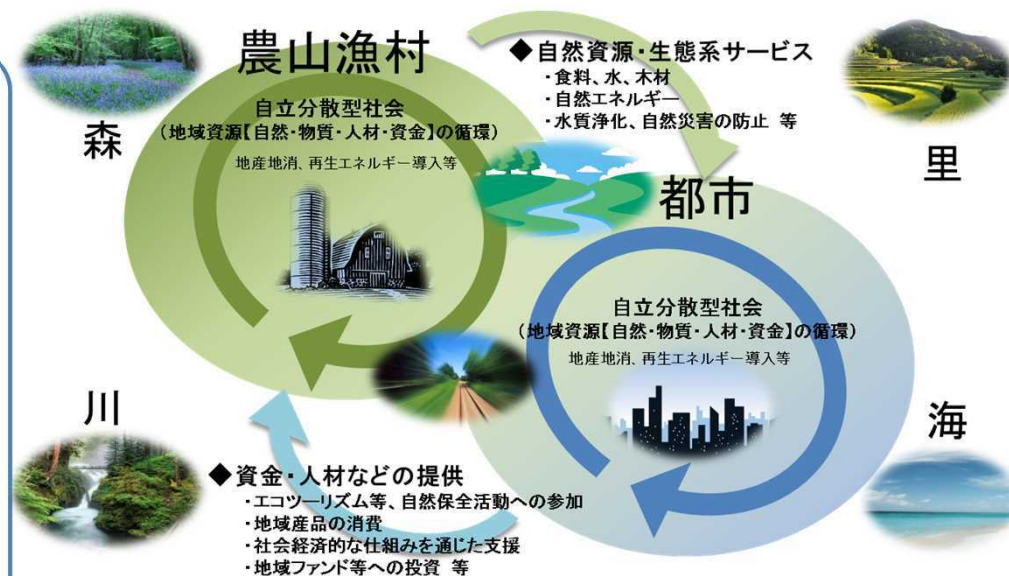 農山漁村
◆自然資源・生態系サービス
・食料、水、木材
・自然エネルギー
・水質浄化、自然災害の防止 等
森
自立分散型社会
（地域資源【自然・物質・人材・資金】の循環）
地産地消、再生エネルギー導入等
里
都市
自立分散型社会
（地域資源【自然・物質・人材・資金】の循環）
地産地消、再生エネルギー導入等
川
海
◆資金・人材などの提供
・エコツーリズム等、自然保全活動への参加
・地域産品の消費
・社会経済的な仕組みを通じた支援
・地域ファンド等への投資 等